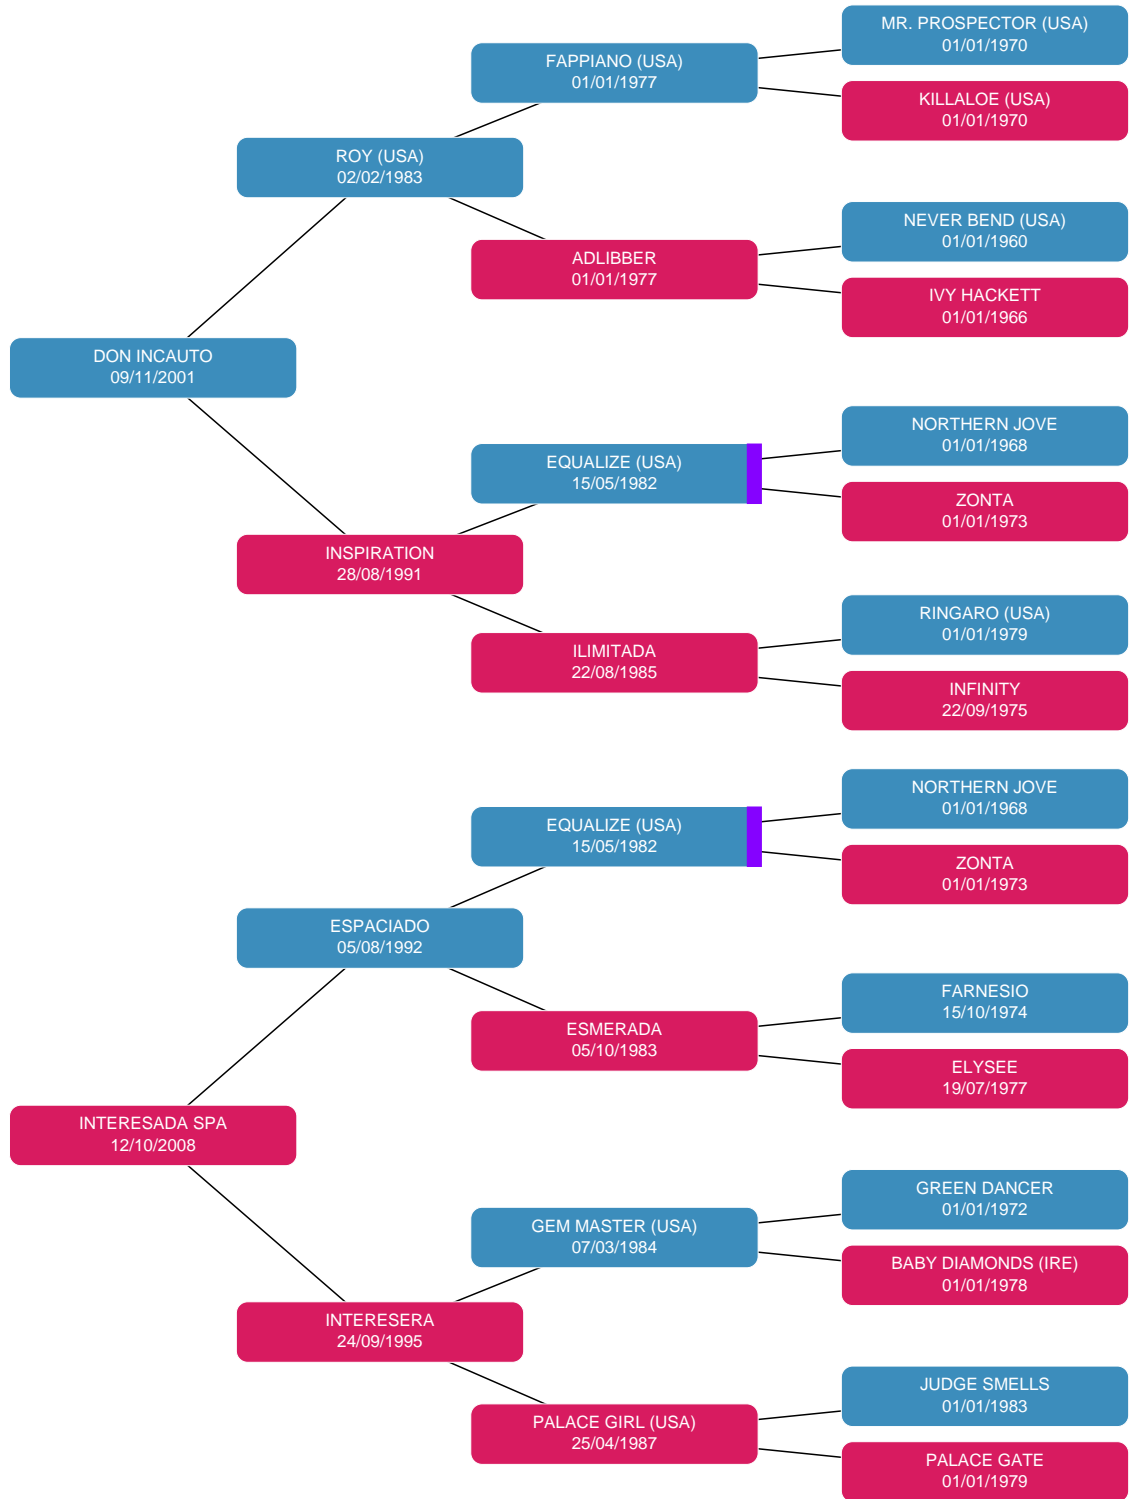 MR. PROSPECTOR (USA)
01/01/1970
FAPPIANO (USA)
01/01/1977
KILLALOE (USA)
01/01/1970
ROY (USA)
02/02/1983
NEVER BEND (USA)
01/01/1960
ADLIBBER
01/01/1977
IVY HACKETT
01/01/1966
DON INCAUTO
09/11/2001
NORTHERN JOVE
01/01/1968
EQUALIZE (USA)
15/05/1982
ZONTA
01/01/1973
INSPIRATION
28/08/1991
RINGARO (USA)
01/01/1979
ILIMITADA
22/08/1985
INFINITY
22/09/1975
NORTHERN JOVE
01/01/1968
EQUALIZE (USA)
15/05/1982
ZONTA
01/01/1973
ESPACIADO
05/08/1992
FARNESIO
15/10/1974
ESMERADA
05/10/1983
ELYSEE
19/07/1977
INTERESADA SPA
12/10/2008
GREEN DANCER
01/01/1972
GEM MASTER (USA)
07/03/1984
BABY DIAMONDS (IRE)
01/01/1978
INTERESERA
24/09/1995
JUDGE SMELLS
01/01/1983
PALACE GIRL (USA)
25/04/1987
PALACE GATE
01/01/1979